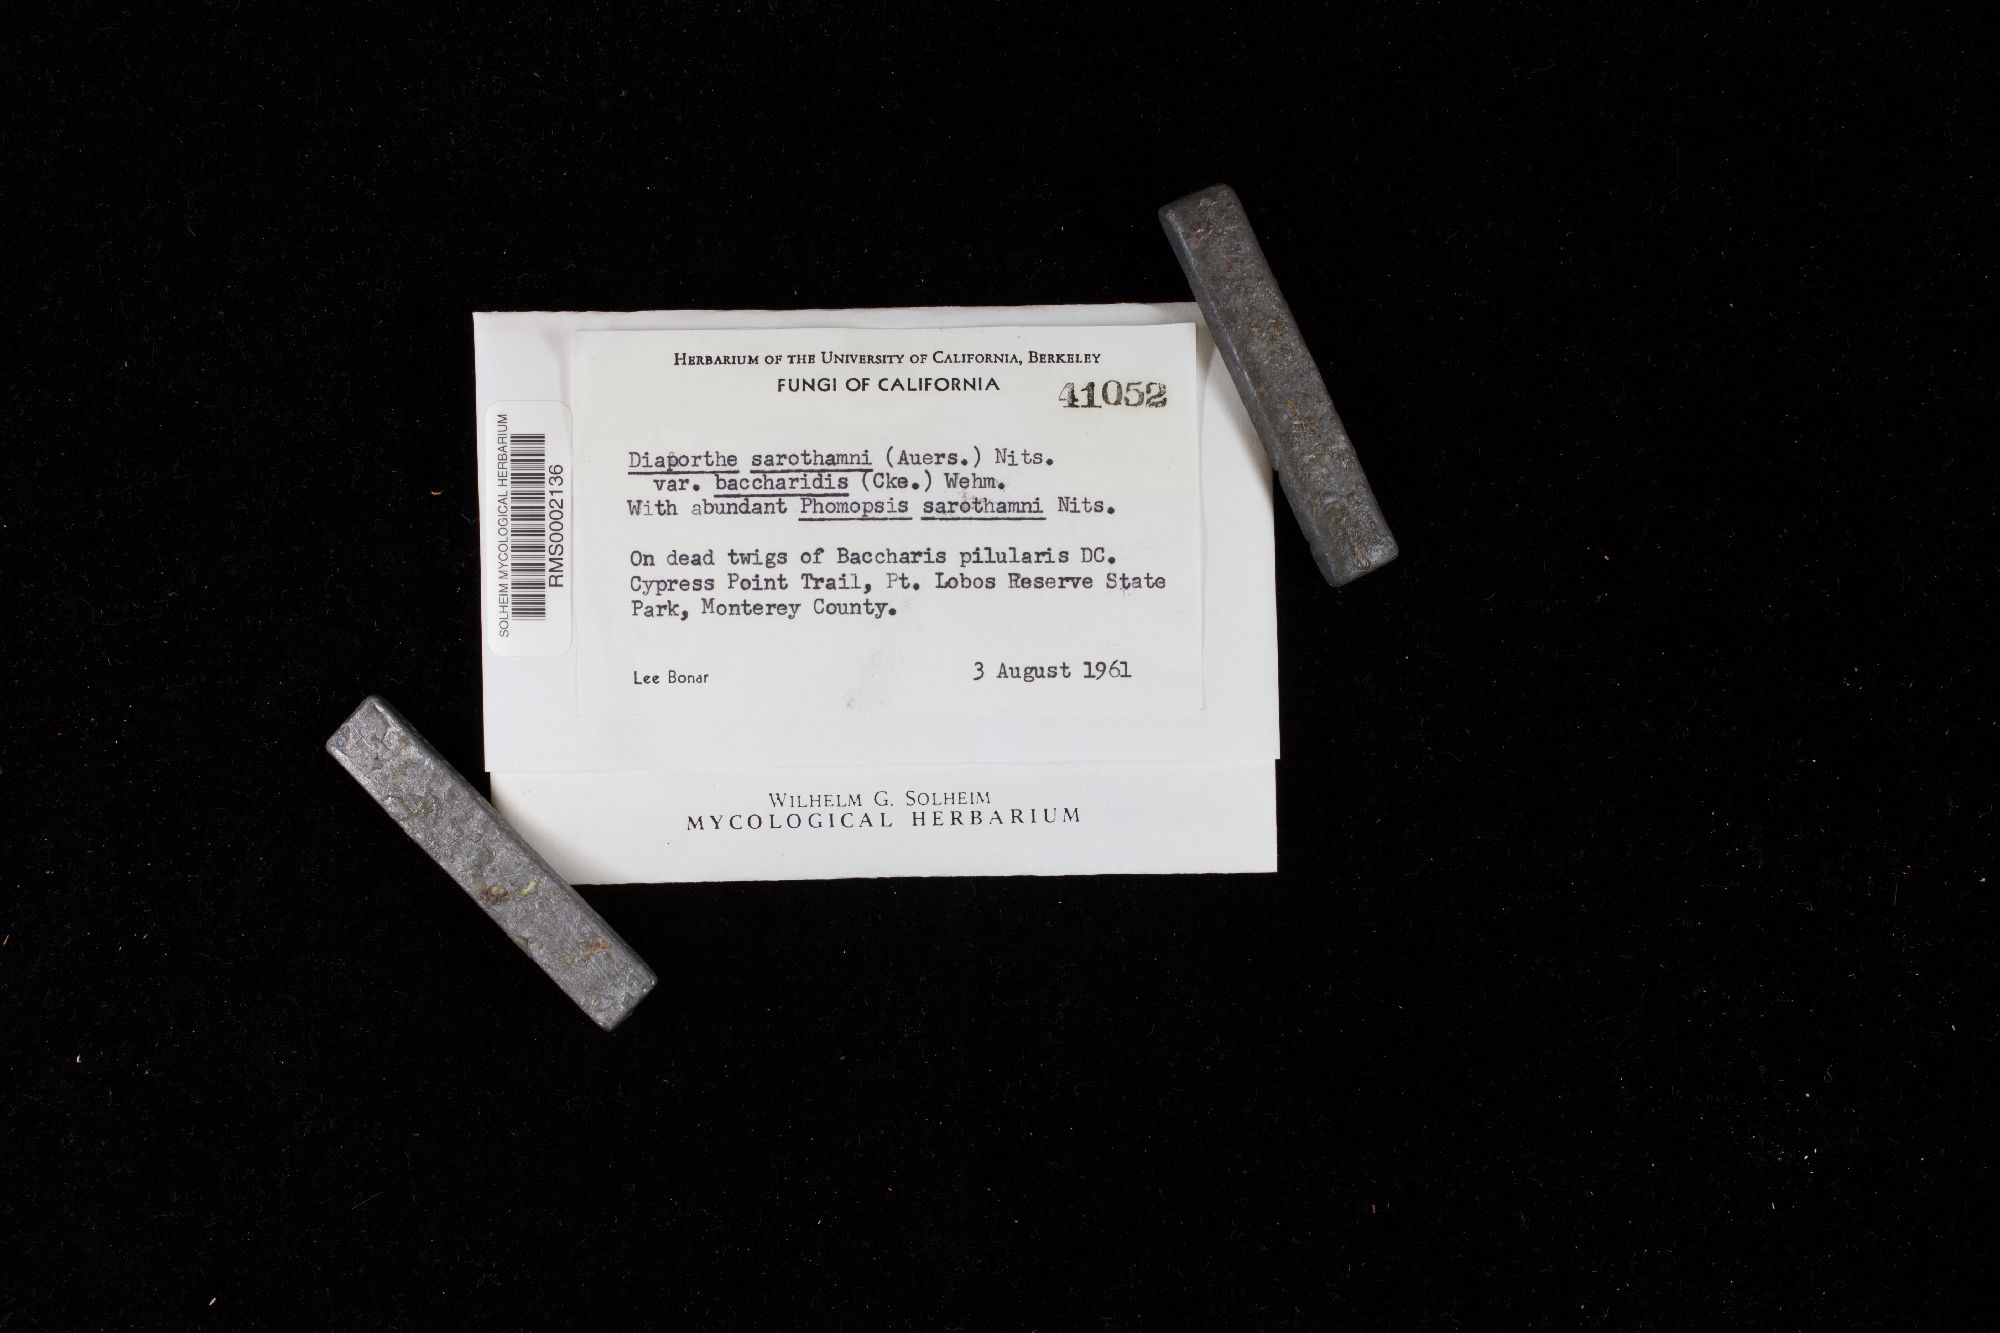 HERBARIUM OF THE UNIVERSITY OF CALIFORNIA, BERKELEY
FUNGI OF CALIFORNIA
41052
Diaporthe sarothamni (Auers.) Nits.
var. baccharidis (Cke.) Wehm.
With abundant Phomopsis sarothamni Nits.
On dead twigs of Baccharis pilularis DC.
Cypress Point Trail, Pt. Lobos Reserve State
Park, Monterey County.
Lee Bonar
3 August 1961
SOLHEIM MYCOLOGICAL HERBARIUM
RMS0002136
WILHELM G. SOLHEIM
MYCOLOGICAL HERBARIUM